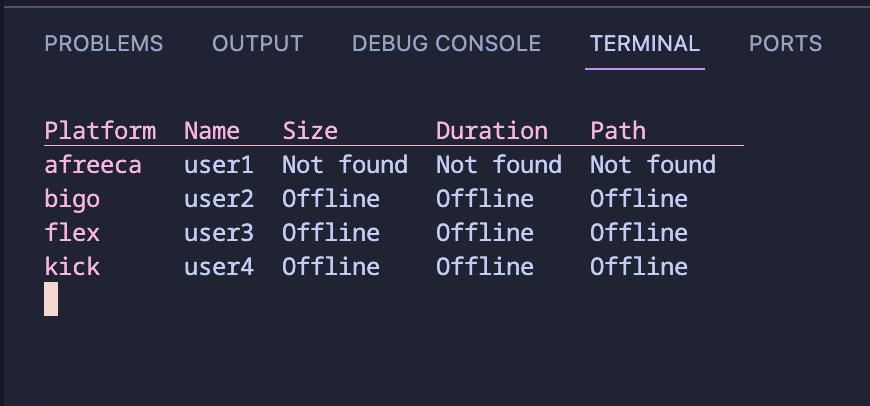 PROBLEMS OUTPUT DEBUG CONSOLE TERMINAL PORTS
Platform Name Size Duration Path
afreeca user1 Not found Not found Not found
bigo user2 Offline Offline Offline
flex user3 Offline Offline Offline
kick user4 Offline Offline Offline